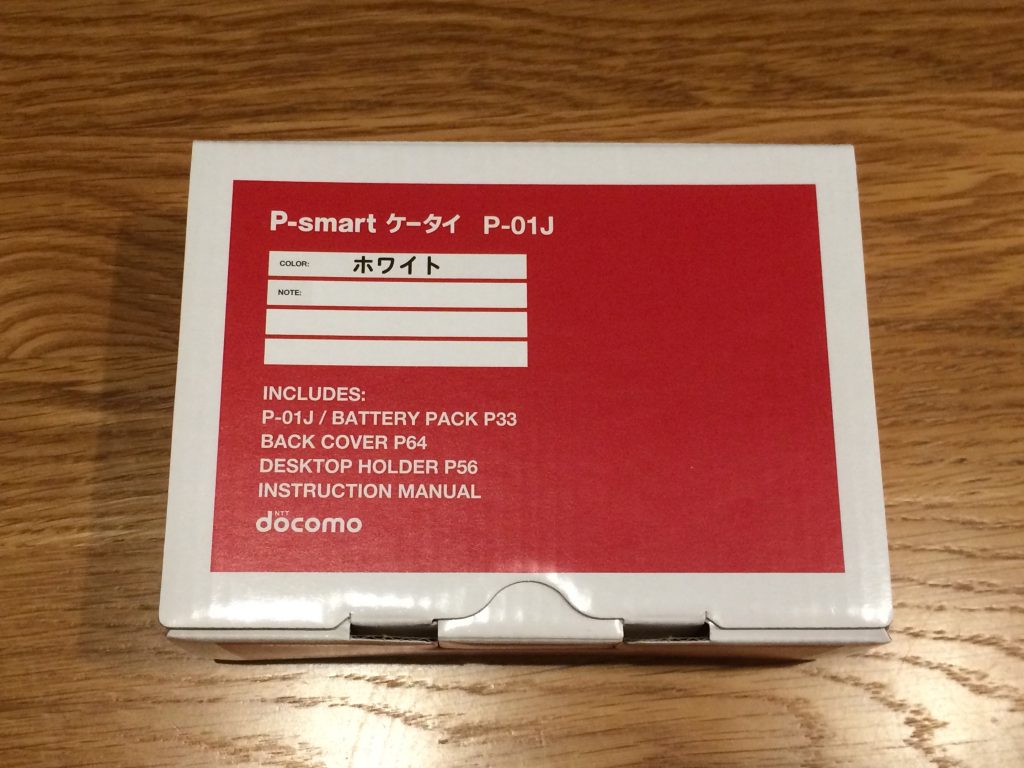 P-smart ケータイ P-01J
COLOR: ホワイト
NOTE:
INCLUDES:
P-01J / BATTERY PACK P33
BACK COVER P64
DESKTOP HOLDER P56
INSTRUCTION MANUAL
NTT
docomo